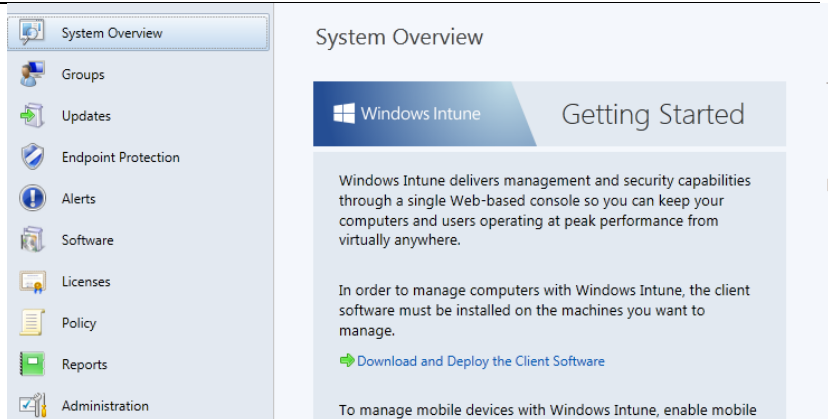 System Overview
Groups
Updates
Endpoint Protection
Alerts
Software
Licenses
Policy
Reports
Administration
System Overview
Windows Intune
Getting Started
Windows Intune delivers management and security capabilities
through a single Web-based console so you can keep your
computers and users operating at peak performance from
virtually anywhere.
In order to manage computers with Windows Intune, the client
software must be installed on the machines you want to
manage.
Download and Deploy the Client Software
To manage mobile devices with Windows Intune, enable mobile